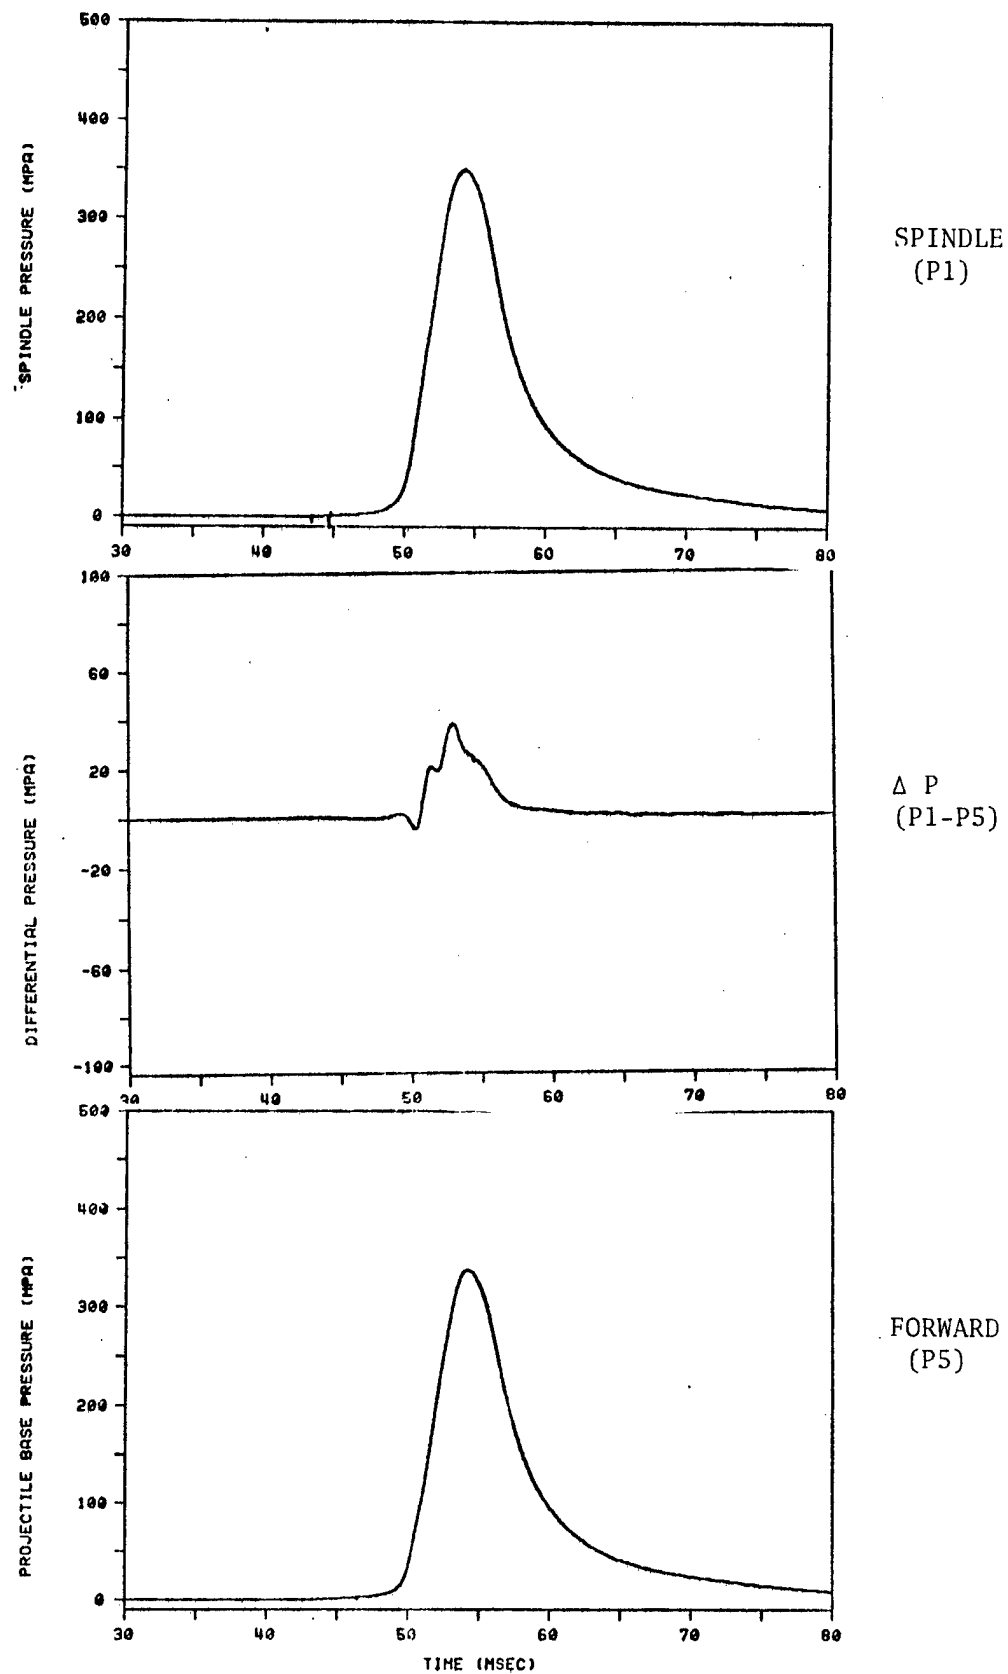 500
400
300
200
100
0
SPINDLE PRESSURE (MPA)
30 40 50 60 70 80
SPINDLE
(P1)
100
60
20
-20
-60
-100
DIFFERENTIAL PRESSURE (MPA)
30 40 50 60 70 80
Δ P
(P1-P5)
500
400
300
200
100
0
PROJECTILE BASE PRESSURE (MPA)
30 40 50 60 70 80
TIME (MSEC)
FORWARD
(P5)